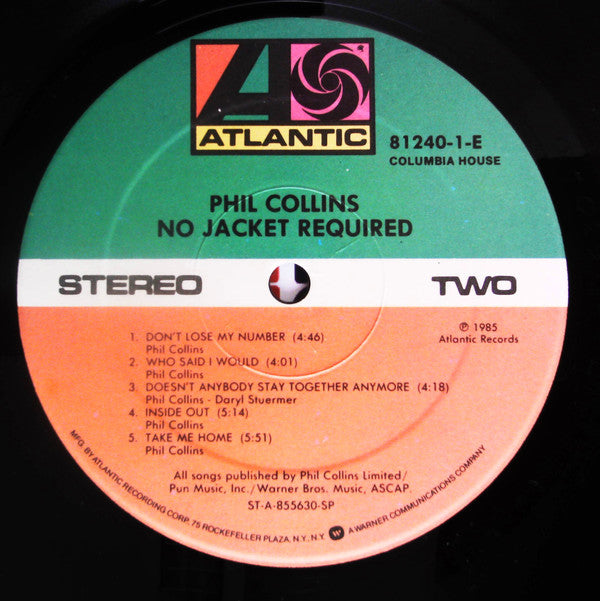 ATLANTIC
81240-1-E
COLUMBIA HOUSE
PHIL COLLINS
NO JACKET REQUIRED
STEREO
TWO
℗ 1985
Atlantic Records
1. DON'T LOSE MY NUMBER (4:46)
Phil Collins
2. WHO SAID I WOULD (4:01)
Phil Collins
3. DOESN'T ANYBODY STAY TOGETHER ANYMORE (4:18)
Phil Collins - Daryl Stuermer
4. INSIDE OUT (5:14)
Phil Collins
5. TAKE ME HOME (5:51)
Phil Collins
All songs published by Phil Collins Limited/
Pun Music, Inc./Warner Bros. Music, ASCAP.
ST-A-855630-SP
MFG. BY ATLANTIC RECORDING CORP. 75 ROCKEFELLER PLAZA, N.Y. N.Y. W A WARNER COMMUNICATIONS COMPANY